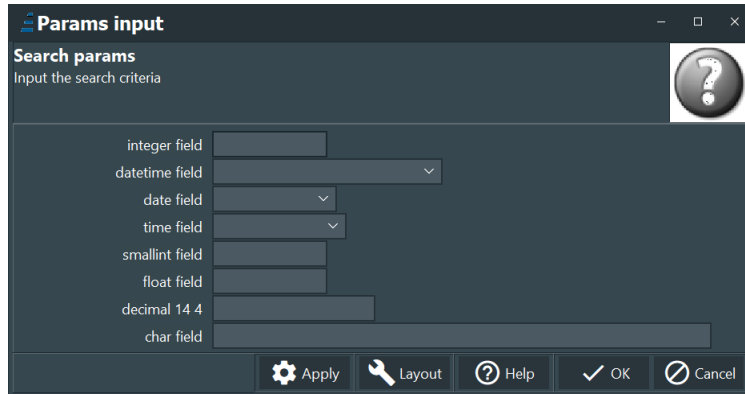 Params input
Search params
Input the search criteria
integer field
datetime field
date field
time field
smallint field
float field
decimal 14 4
char field
Apply Layout Help OK Cancel